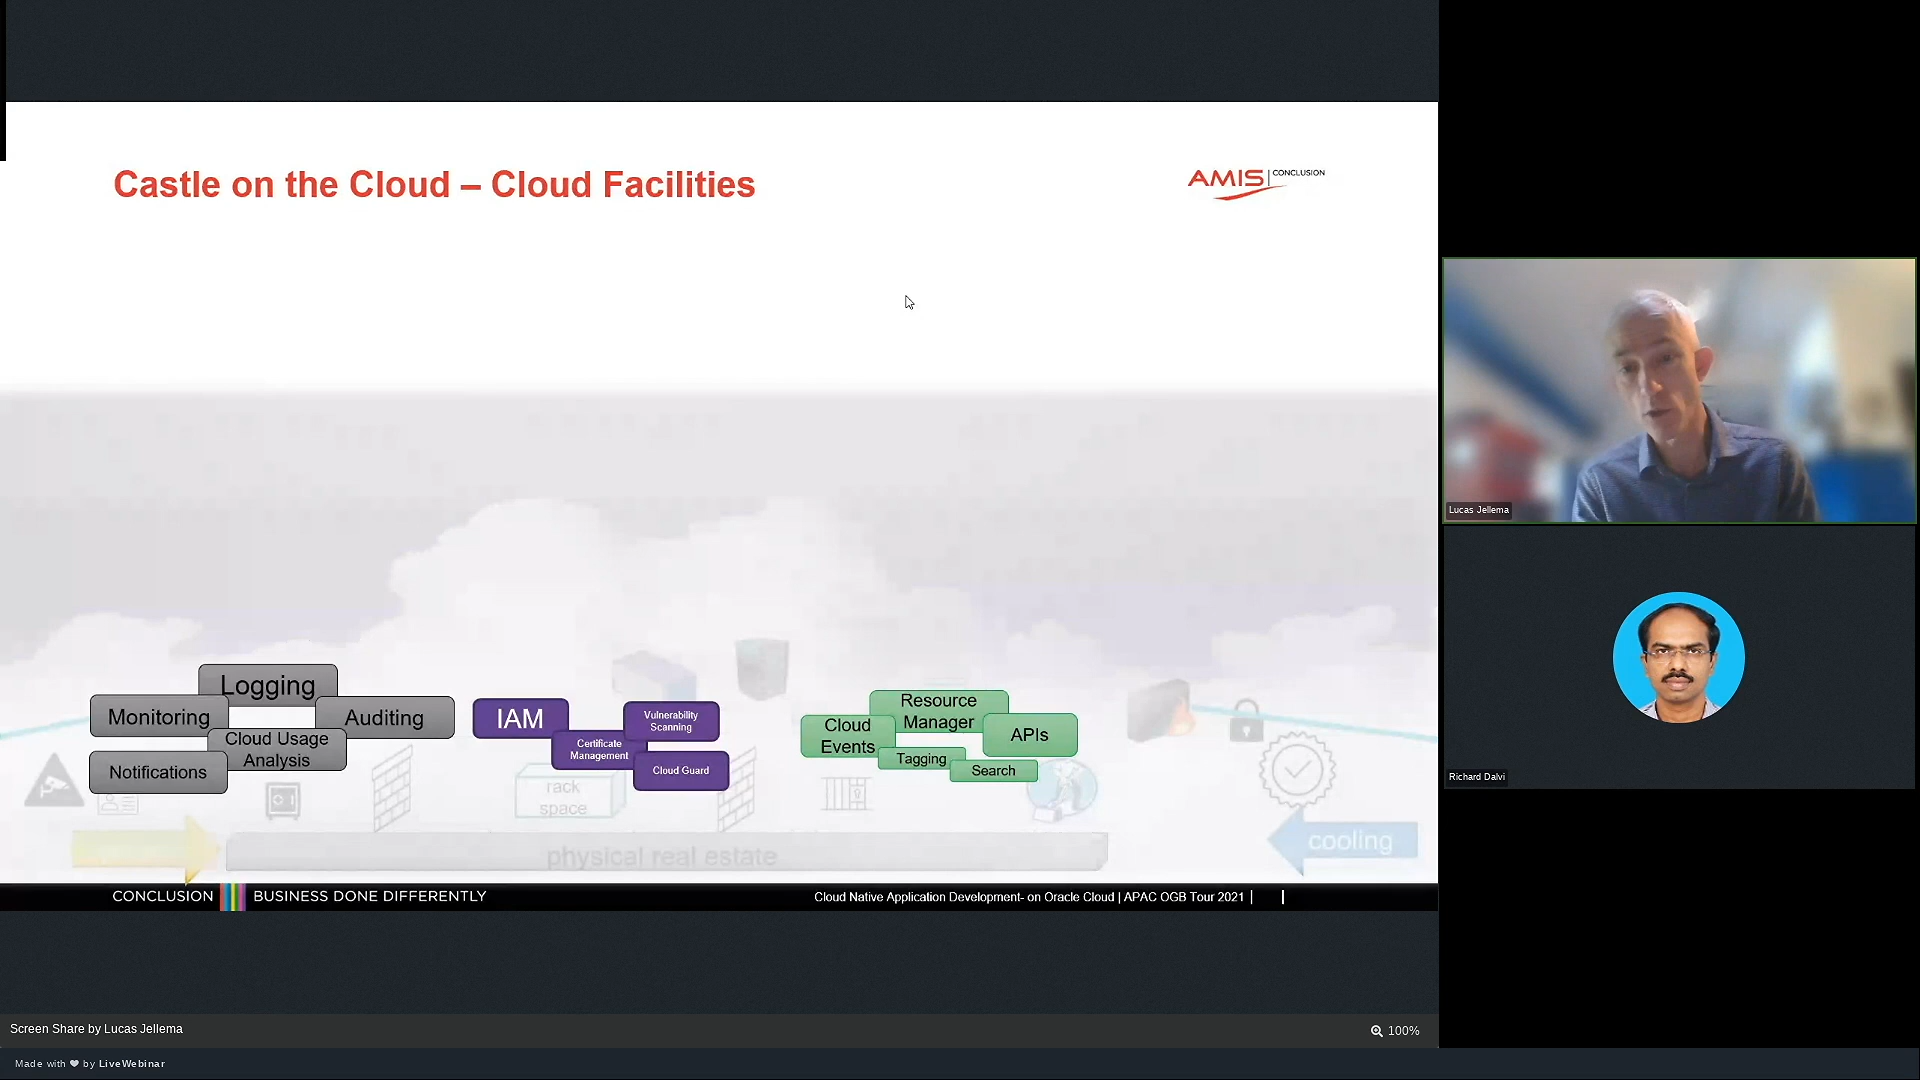 Castle on the Cloud – Cloud Facilities
AMIS CONCLUSION
Logging
Monitoring
Auditing
Cloud Usage
Analysis
Notifications
IAM
Vulnerability
Scanning
Certificate
Management
Cloud Guard
Resource
Manager
Cloud
Events
APIs
Tagging
Search
rack
space
physical real estate
cooling
CONCLUSION BUSINESS DONE DIFFERENTLY
Cloud Native Application Development- on Oracle Cloud | APAC OGB Tour 2021 |
Lucas Jellema
Richard Dalvi
Screen Share by Lucas Jellema
100%
Made with ❤ by LiveWebinar